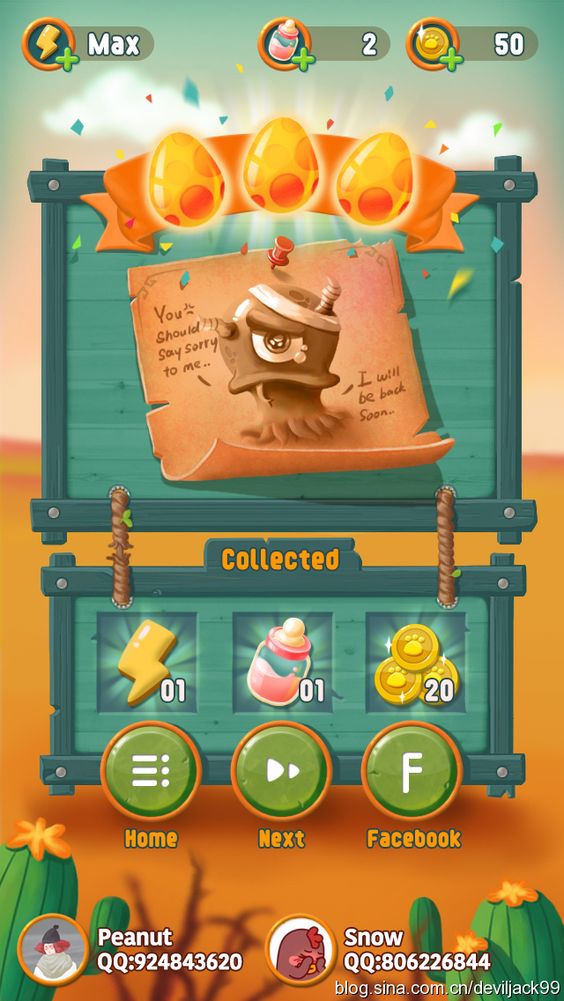 Max
2
50
You
should
say sorry
to me..
I will
be back
soon..
Collected
01
01
20
F
Home
Next
Facebook
Peanut
QQ:924843620
Snow
QQ:806226844
blog.sina.com.cn/deviljack99